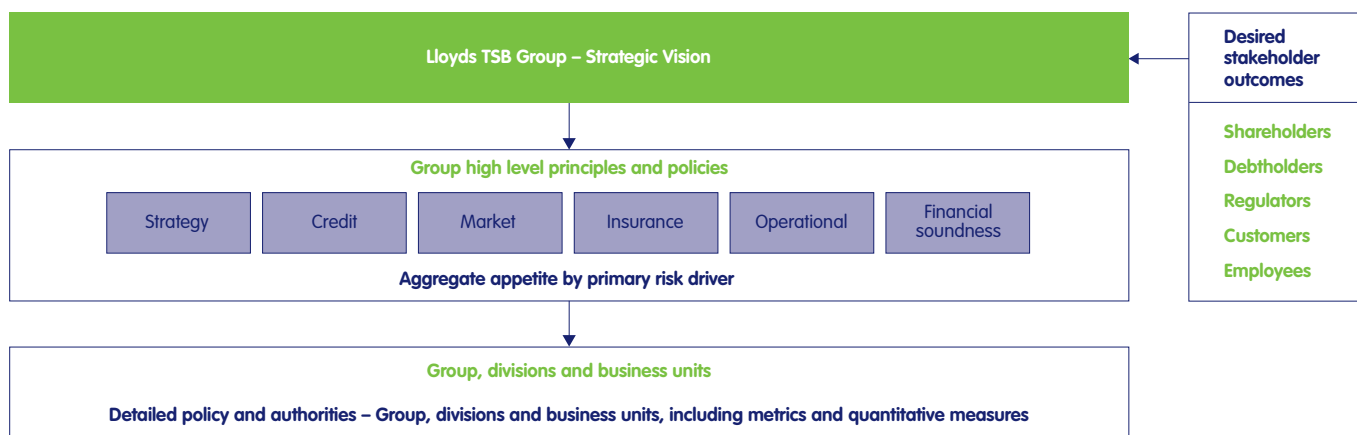 Lloyds TSB Group – Strategic Vision
Desired
stakeholder
outcomes
Shareholders
Debtholders
Regulators
Customers
Employees
Group high level principles and policies
Strategy
Credit
Market
Insurance
Operational
Financial
soundness
Aggregate appetite by primary risk driver
Group, divisions and business units
Detailed policy and authorities – Group, divisions and business units, including metrics and quantitative measures